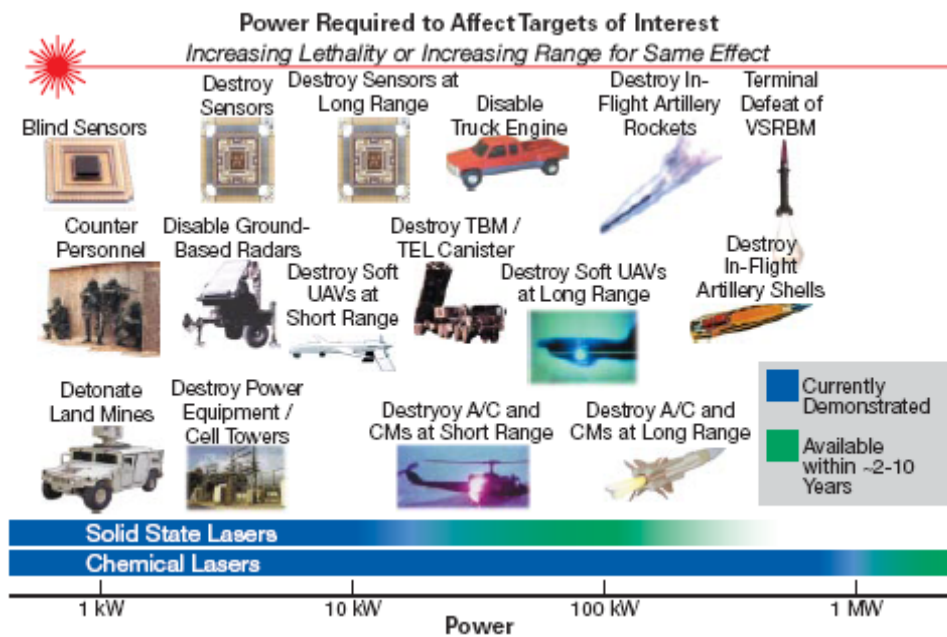 Power Required to Affect Targets of Interest
Increasing Lethality or Increasing Range for Same Effect
Blind Sensors
Destroy
Sensors
Destroy Sensors at
Long Range
Disable
Truck Engine
Destroy In-
Flight Artillery
Rockets
Terminal
Defeat of
VSRBM
Counter
Personnel
Disable Ground-
Based Radars
Destroy Soft
UAVs at
Short Range
Destroy TBM /
TEL Canister
Destroy Soft UAVs
at Long Range
Destroy
In-Flight
Artillery Shells
Detonate
Land Mines
Destroy Power
Equipment /
Cell Towers
Destryoy A/C and
CMs at Short Range
Destroy A/C and
CMs at Long Range
Currently
Demonstrated
Available
within ~2-10
Years
Solid State Lasers
Chemical Lasers
1 kW
10 kW
100 kW
1 MW
Power